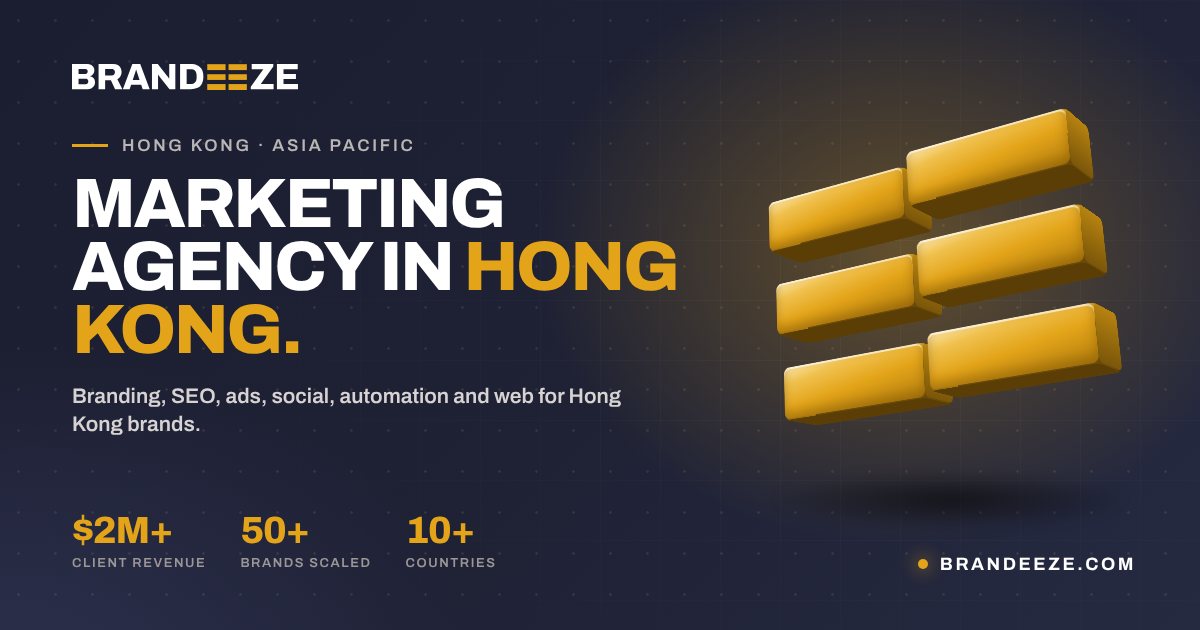 BRANDEEZE
HONG KONG · ASIA PACIFIC
MARKETING
AGENCY IN HONG
KONG.
Branding, SEO, ads, social, automation and web for Hong
Kong brands.
$2M+ 50+ 10+
CLIENT REVENUE BRANDS SCALED COUNTRIES
BRANDEEZE.COM